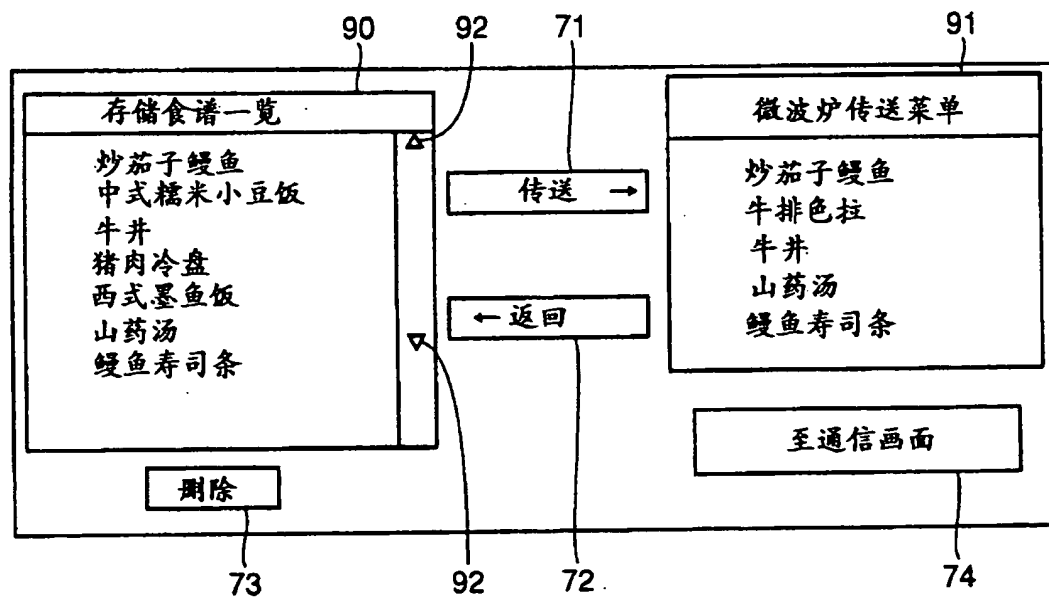 90
92
71
91
存储食谱一览
炒茄子鳗鱼
中式糯米小豆饭
牛井
猪肉冷盘
西式墨鱼饭
山药汤
鳗鱼寿司条
传送 →
← 返回
微波炉传送菜单
炒茄子鳗鱼
牛排色拉
牛井
山药汤
鳗鱼寿司条
至通信画面
删除
73
92
72
74